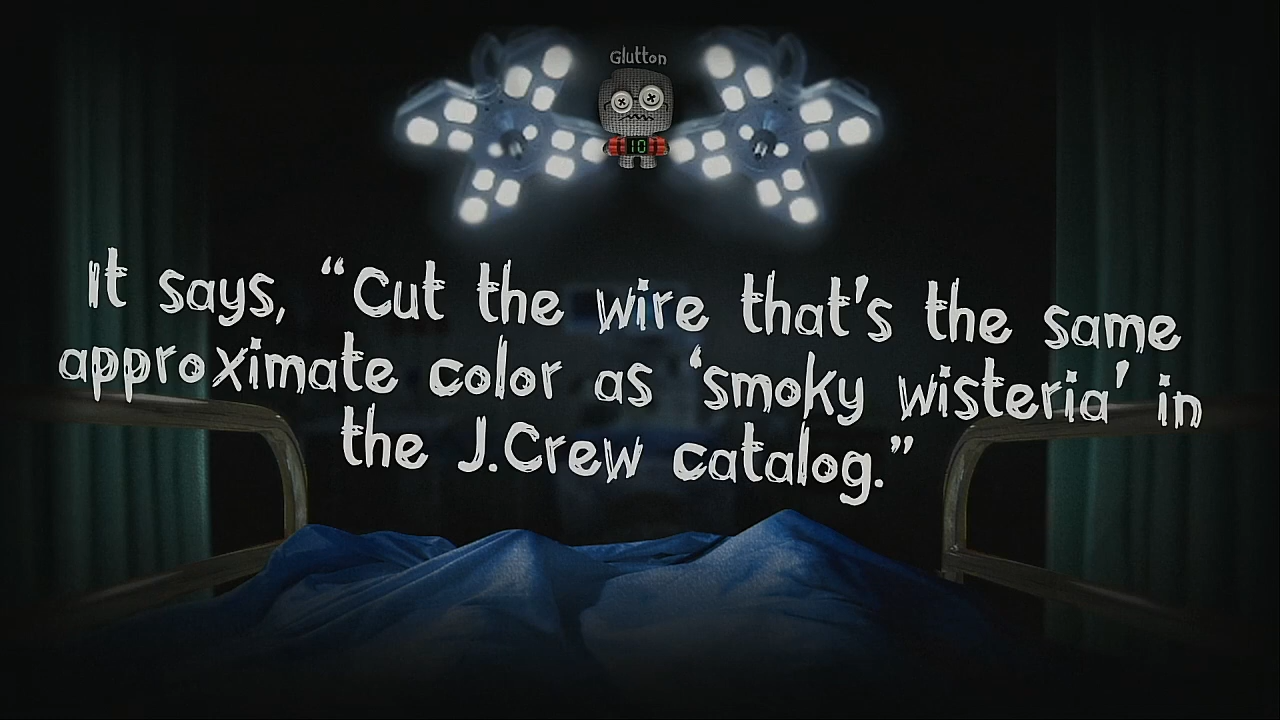 Glutton
10
It says, “Cut the wire that's the same
approximate color as ‘smoky wisteria’ in
the J.Crew catalog.”